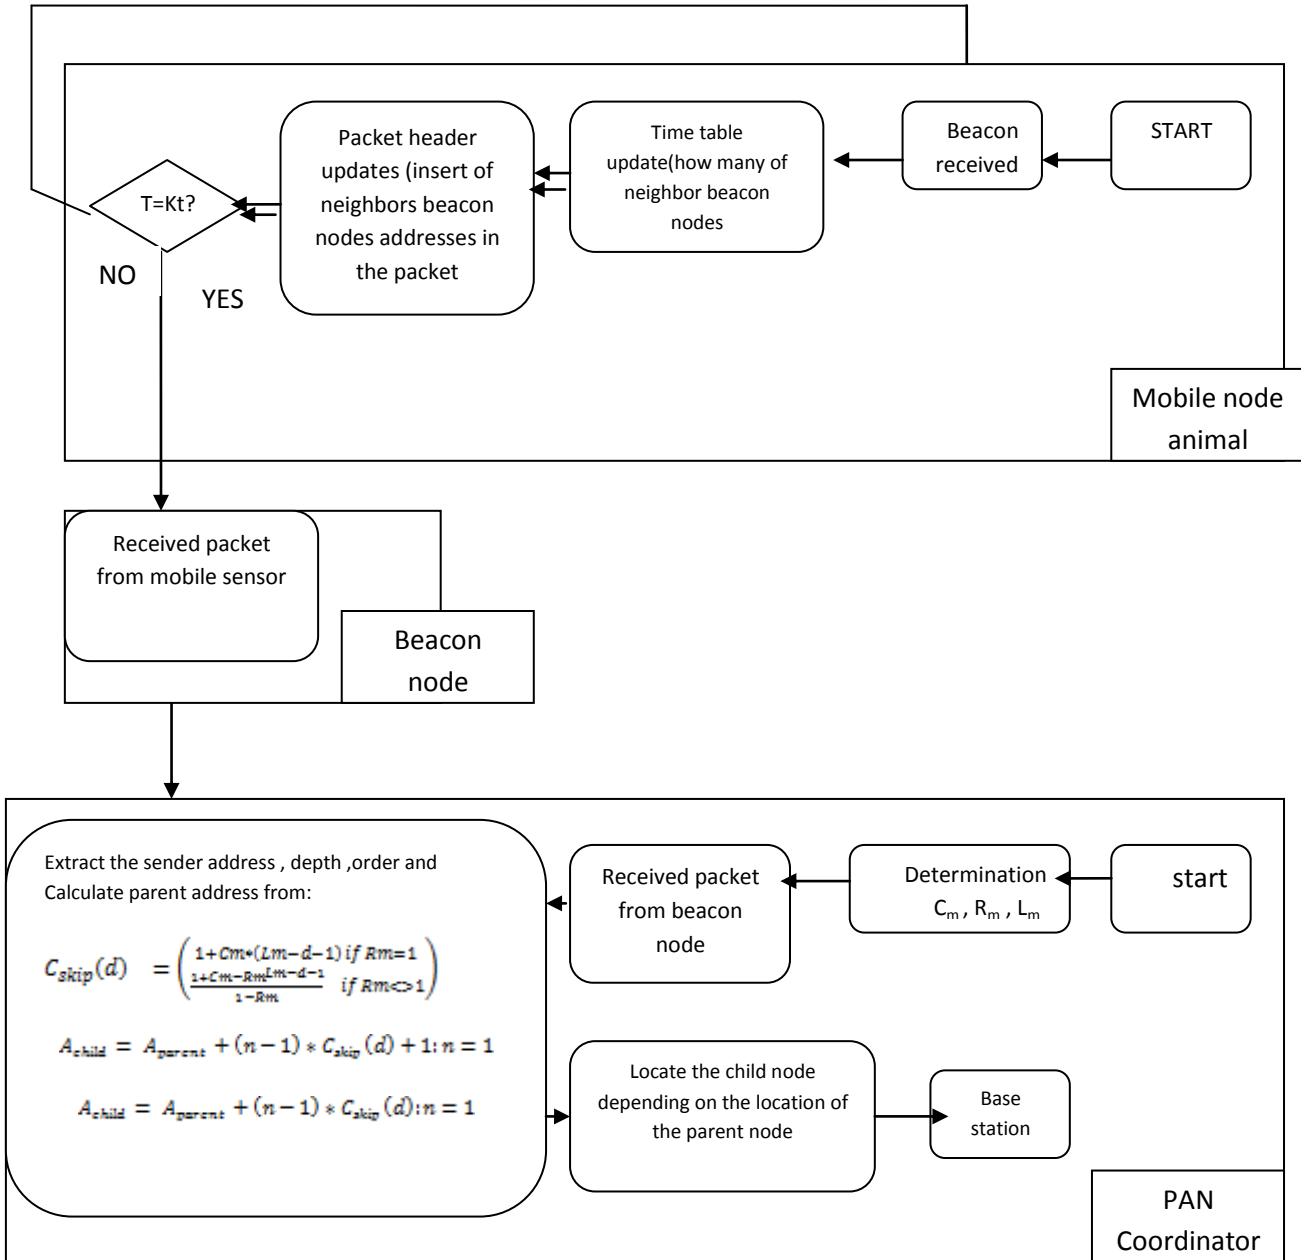 START
Beacon
received
Time table
update(how many of
neighbor beacon
nodes
Packet header
updates (insert of
neighbors beacon
nodes addresses in
the packet
T=Kt?
NO
YES
Mobile node
animal
Received packet
from mobile sensor
Beacon
node
start
Determination
Cm , Rm , Lm
Received packet
from beacon
node
Extract the sender address , depth ,order and
Calculate parent address from:
Cskip(d) = (1+Cm*(Lm-d-1) if Rm=1
1+Cm-Rm^Lm-d-1 / 1-Rm if Rm<>1)
Achild = Aparent + (n-1) * Cskip(d) + 1: n = 1
Achild = Aparent + (n-1) * Cskip(d): n = 1
Locate the child node
depending on the location of
the parent node
Base
station
PAN
Coordinator